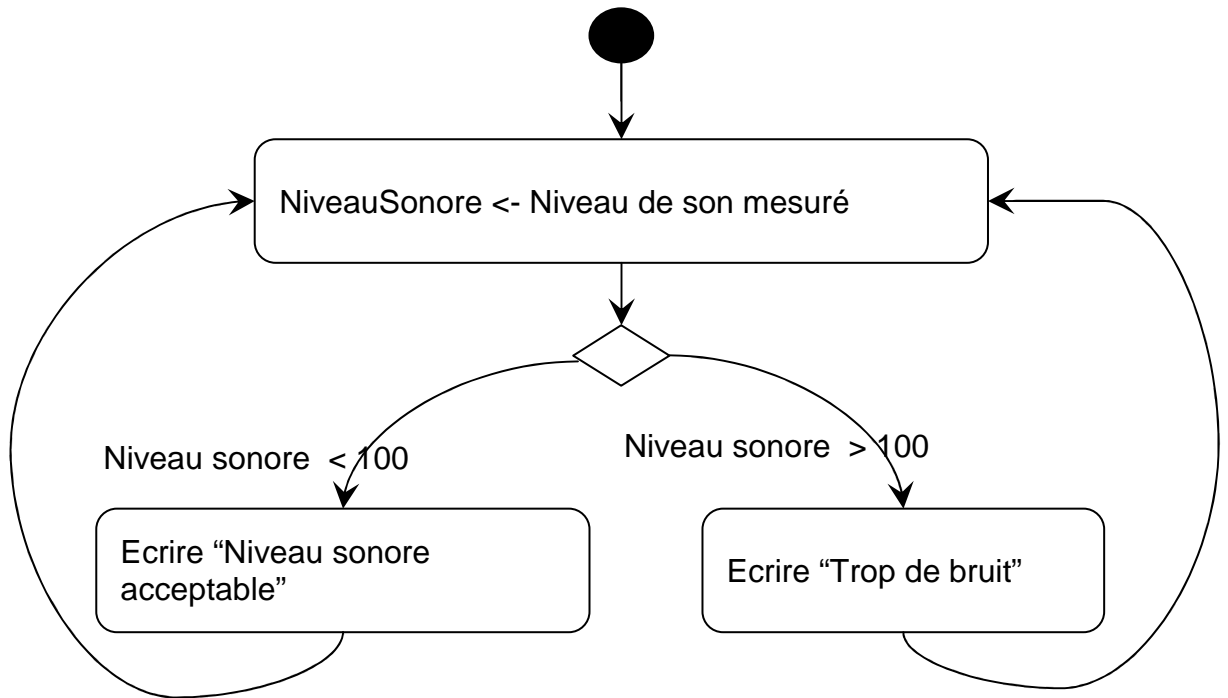 NiveauSonore <- Niveau de son mesuré
Niveau sonore  < 100
Niveau sonore  > 100
Ecrire “Niveau sonore
acceptable”
Ecrire “Trop de bruit”